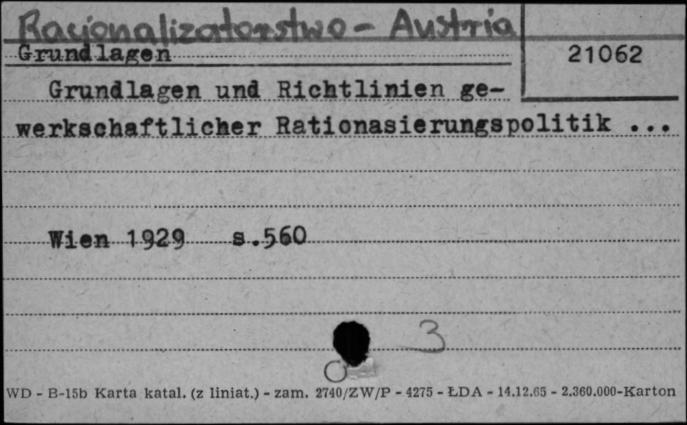 Racjonalizatorstwo - Austria
Grundlagen
21062
Grundlagen und Richtlinien ge-
werkschaftlicher Rationasierungspolitik ...
Wien 1929 s.560
3
WD - B-15b Karta katal. (z liniat.) - zam. 2740/ZW/P - 4275 - ŁDA - 14.12.65 - 2.360.000-Karton